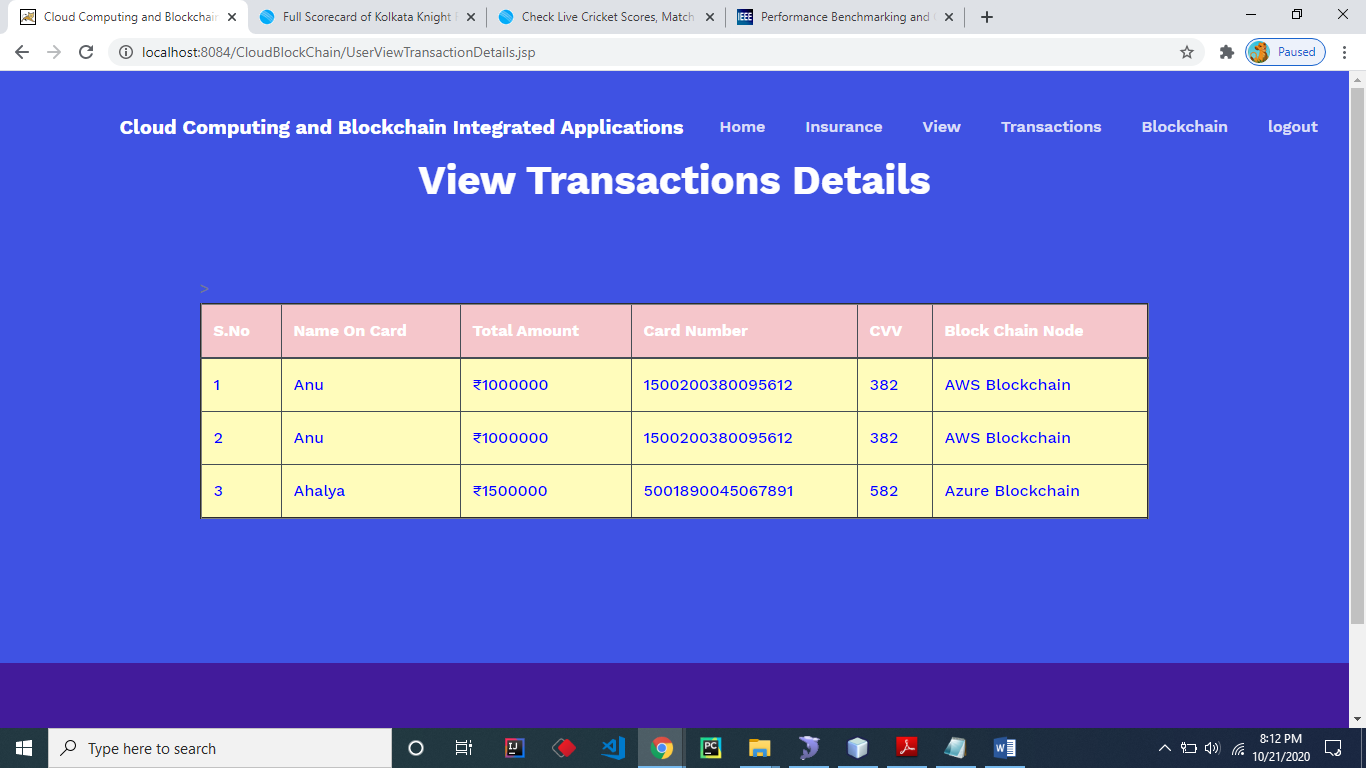 Cloud Computing and Blockchain
Full Scorecard of Kolkata Knight
Check Live Cricket Scores, Match
IEEE Performance Benchmarking and
localhost:8084/CloudBlockChain/UserViewTransactionDetails.jsp
Paused
Cloud Computing and Blockchain Integrated Applications Home Insurance View Transactions Blockchain logout
View Transactions Details
>
S.No Name On Card Total Amount Card Number CVV Block Chain Node
1 Anu ₹1000000 1500200380095612 382 AWS Blockchain
2 Anu ₹1000000 1500200380095612 382 AWS Blockchain
3 Ahalya ₹1500000 5001890045067891 582 Azure Blockchain
Type here to search
8:12 PM
10/21/2020